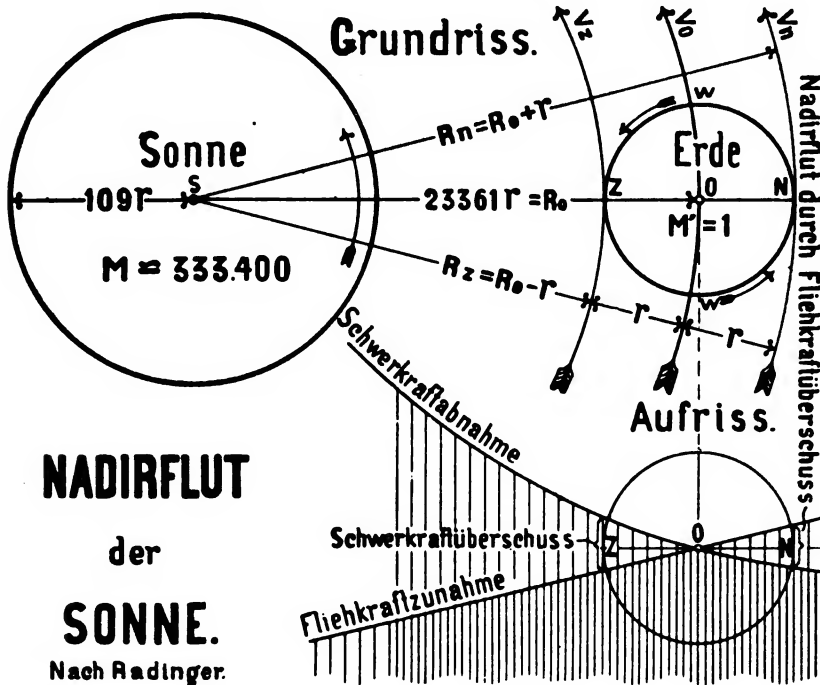 Grundriss.
Vz
Vo
Vn
Rn=Ro+r
w
Sonne
S
Erde
109r
23361r=Ro
Z
O
N
M'=1
M≈333.400
Rz=Ro-r
r
r
w
Nadirflut durch Fliehkraftüberschuss
Schwerkraftabnahme
Aufriss.
NADIRFLUT
der
SONNE.
Nach Radinger.
Schwerkraftüberschuss
Z
O
N
Fliehkraftzunahme